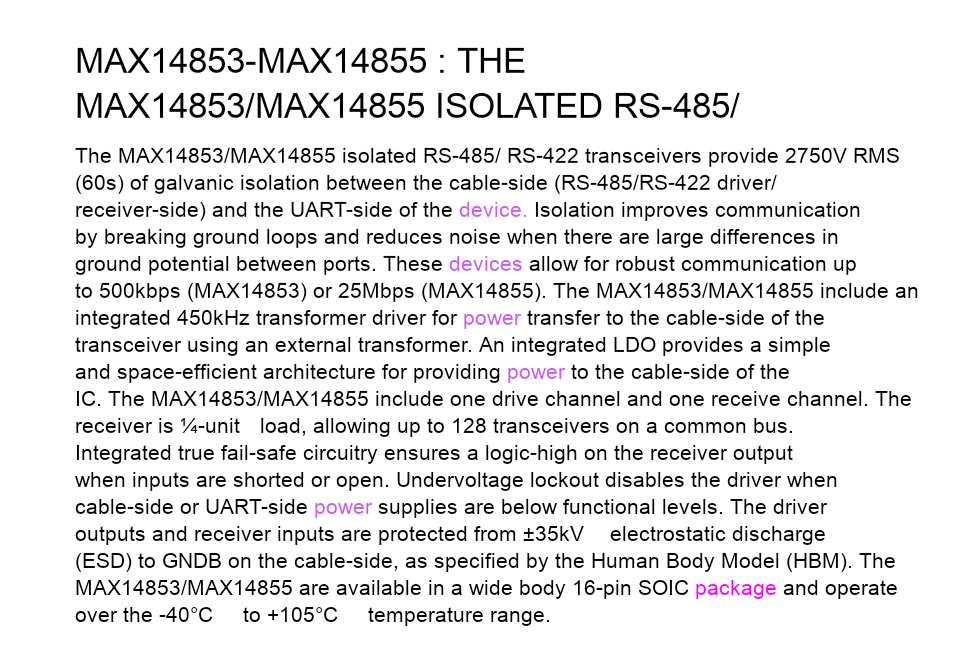 MAX14853-MAX14855 : THE
MAX14853/MAX14855 ISOLATED RS-485/
The MAX14853/MAX14855 isolated RS-485/ RS-422 transceivers provide 2750V RMS
(60s) of galvanic isolation between the cable-side (RS-485/RS-422 driver/
receiver-side) and the UART-side of the device. Isolation improves communication
by breaking ground loops and reduces noise when there are large differences in
ground potential between ports. These devices allow for robust communication up
to 500kbps (MAX14853) or 25Mbps (MAX14855). The MAX14853/MAX14855 include an
integrated 450kHz transformer driver for power transfer to the cable-side of the
transceiver using an external transformer. An integrated LDO provides a simple
and space-efficient architecture for providing power to the cable-side of the
IC. The MAX14853/MAX14855 include one drive channel and one receive channel. The
receiver is ¼-unit load, allowing up to 128 transceivers on a common bus.
Integrated true fail-safe circuitry ensures a logic-high on the receiver output
when inputs are shorted or open. Undervoltage lockout disables the driver when
cable-side or UART-side power supplies are below functional levels. The driver
outputs and receiver inputs are protected from ±35kV electrostatic discharge
(ESD) to GNDB on the cable-side, as specified by the Human Body Model (HBM). The
MAX14853/MAX14855 are available in a wide body 16-pin SOIC package and operate
over the -40°C to +105°C temperature range.